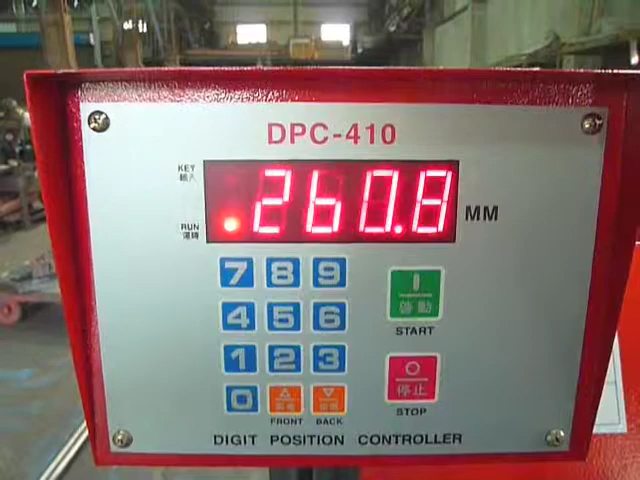 DPC-410
KEY
輸入
260.8
MM
RUN
運轉
7 8 9
4 5 6
1 2 3
0
啓動
START
停止
STOP
FRONT BACK
DIGIT POSITION CONTROLLER